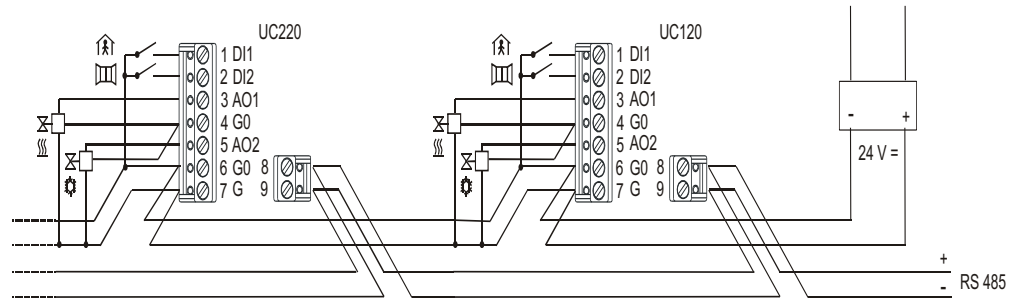 UC220
1 DI1
2 DI2
3 AO1
4 G0
5 AO2
6 G0 8
7 G 9
UC120
1 DI1
2 DI2
3 AO1
4 G0
5 AO2
6 G0 8
7 G 9
- +
24 V =
+
- RS 485